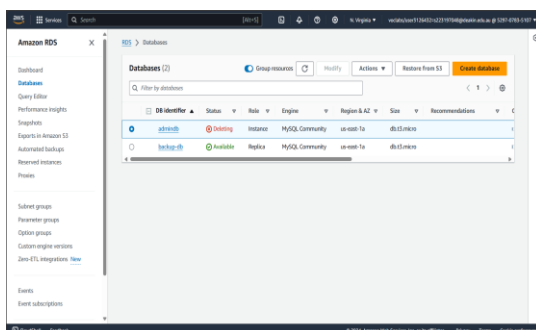 aws
Services
Search
[Alt+S]
N. Virginia
Amazon RDS
X
RDS > Databases
Dashboard
Databases
Query Editor
Performance insights
Snapshots
Exports in Amazon S3
Automated backups
Reserved instances
Proxies
Subnet groups
Parameter groups
Option groups
Custom engine versions
Zero-ETL integrations New
Events
Event subscriptions
Databases (2)
Group resources
Modify
Actions
Restore from S3
Create database
Filter by databases
< 1 >
DB identifier Status Role Engine Region & AZ Size Recommendations
admindb Deleting Instance MySQL Community us-east-1a db.t3.micro
backup-db Available Replica MySQL Community us-east-1a db.t3.micro